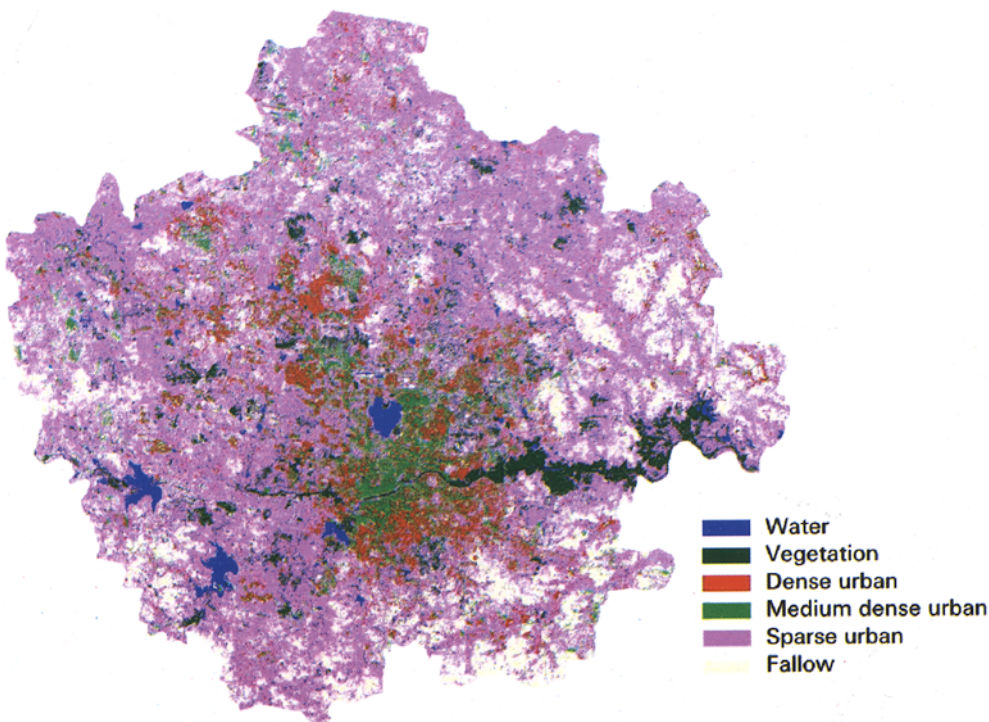 Water
Vegetation
Dense urban
Medium dense urban
Sparse urban
Fallow